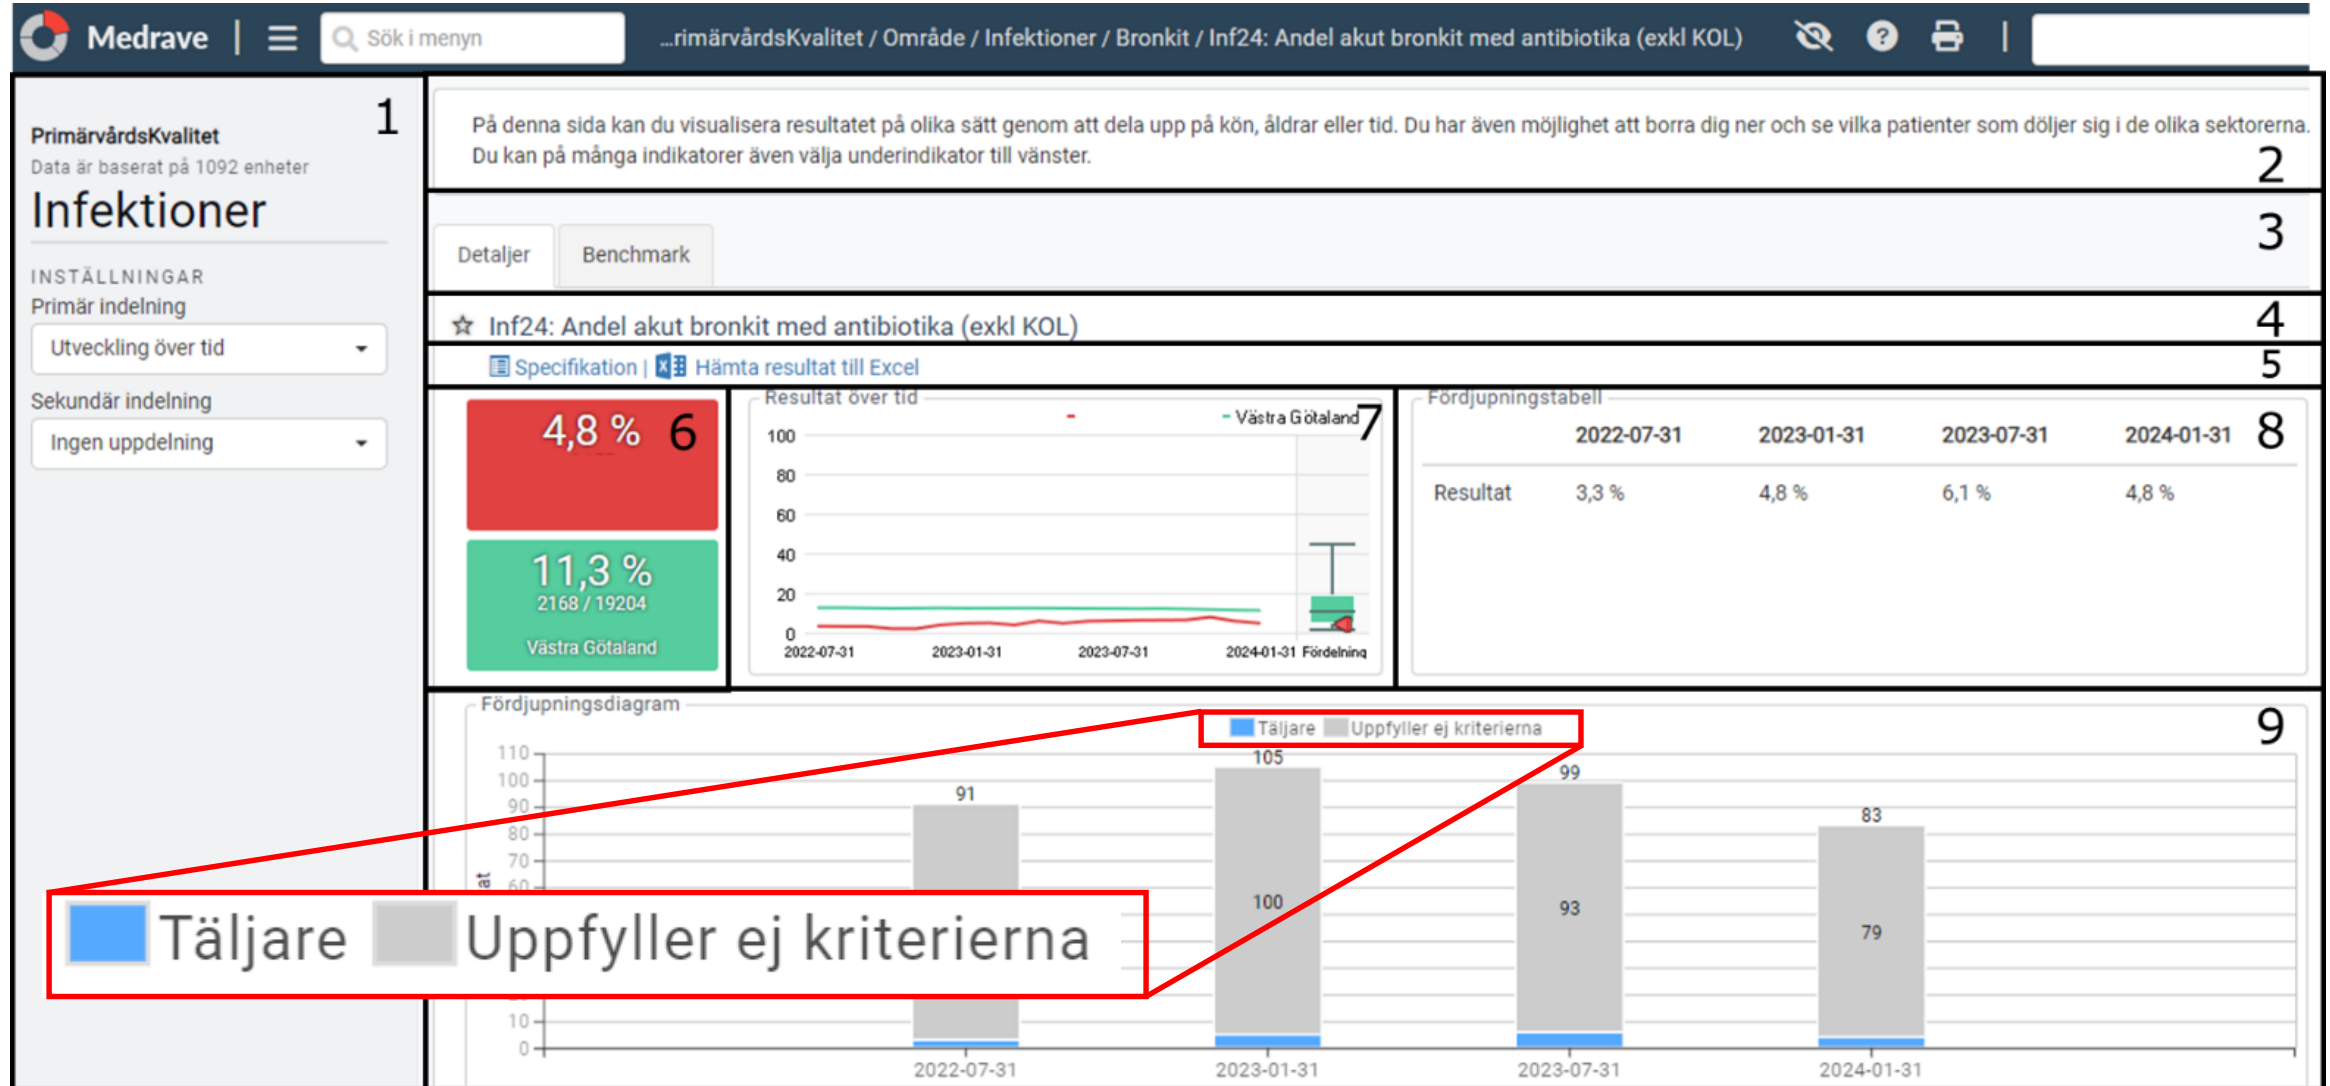 Medrave
Sök i menyn
...rimärvårdsKvalitet / Område / Infektioner / Bronkit / Inf24: Andel akut bronkit med antibiotika (exkl KOL)
1
PrimärvårdsKvalitet
Data är baserat på 1092 enheter
Infektioner
INSTÄLLNINGAR
Primär indelning
Utveckling över tid
Sekundär indelning
Ingen uppdelning
På denna sida kan du visualisera resultatet på olika sätt genom att dela upp på kön, åldrar eller tid. Du har även möjlighet att borra dig ner och se vilka patienter som döljer sig i de olika sektorerna.
Du kan på många indikatorer även välja underindikator till vänster.
2
3
Detaljer Benchmark
Inf24: Andel akut bronkit med antibiotika (exkl KOL)
4
Specifikation | Hämta resultat till Excel
5
4,8 %
6
11,3 %
2168 / 19204
Västra Götaland
Resultat över tid
Västra Götaland
7
100
80
60
40
20
0
2022-07-31 2023-01-31 2023-07-31 2024-01-31 Fördelning
Fördjupningstabell
8
2022-07-31 2023-01-31 2023-07-31 2024-01-31
Resultat 3,3 % 4,8 % 6,1 % 4,8 %
Fördjupningsdiagram
9
Täljare Uppfyller ej kriterierna
110
100
90
80
70
60
10
0
91
105
99
83
100
93
79
Täljare Uppfyller ej kriterierna
2022-07-31 2023-01-31 2023-07-31 2024-01-31